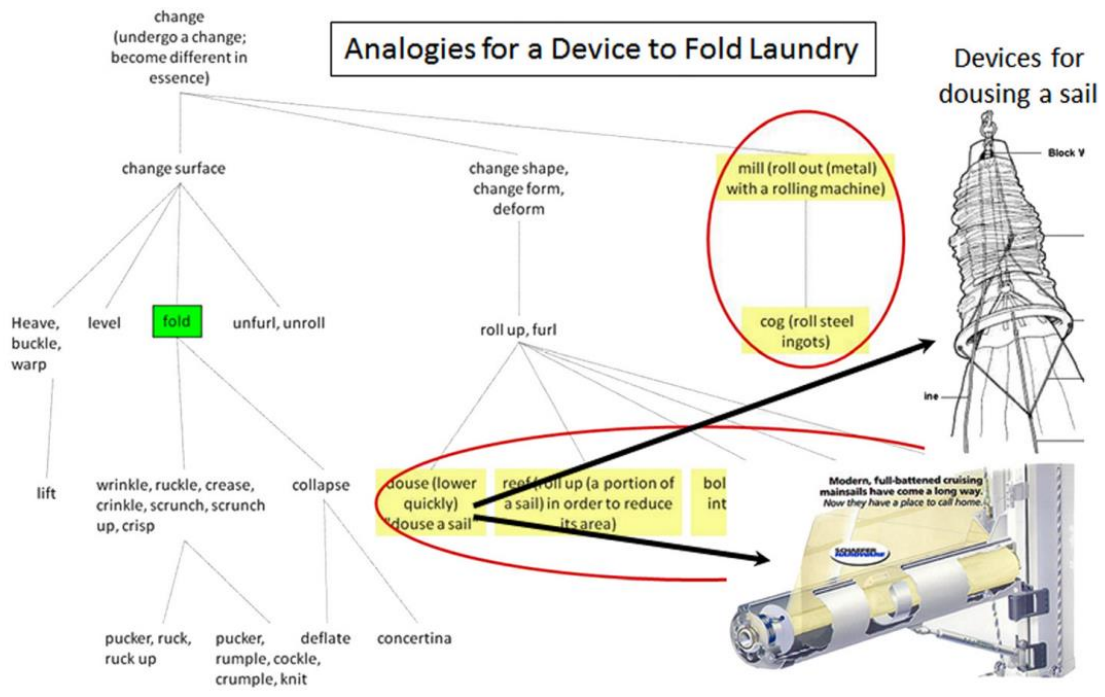 change
(undergo a change;
become different in
essence)
Analogies for a Device to Fold Laundry
Devices for
dousing a sail
Block W
change surface
change shape,
change form,
deform
mill (roll out (metal)
with a rolling machine)
Heave,
buckle,
warp
level
fold
unfurl, unroll
roll up, furl
cog (roll steel
ingots)
ine
lift
wrinkle, ruckle, crease,
crinkle, scrunch, scrunch
up, crisp
collapse
douse (lower
quickly)
"douse a sail"
reef (roll up (a portion of
a sail) in order to reduce
its area)
bol
int
Modern, full-battened cruising
mainsails have come a long way.
Now they have a place to call home.
SCHAEFER
HARDWARE
pucker, ruck,
ruck up
pucker,
rumple, cockle,
crumple, knit
deflate
concertina